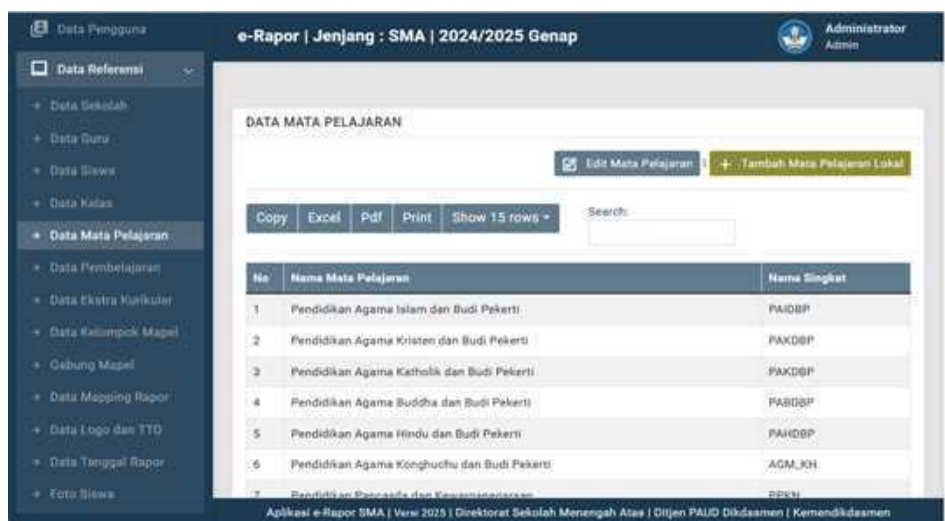 Data Pengguna
e-Rapor | Jenjang : SMA | 2024/2025 Genap
Administrator
Admin
Data Referensi
Data Sekolah
Data Guru
Data Siswa
Data Kelas
Data Mata Pelajaran
Data Pembelajaran
Data Ekstra Kurikuler
Data Kelompok Mapel
Gabung Mapel
Data Mapping Rapor
Data Logo dan TTD
Data Tanggal Rapor
Foto Siswa
DATA MATA PELAJARAN
Edit Mata Pelajaran
+ Tambah Mata Pelajaran Lokal
Copy Excel Pdf Print Show 15 rows
Search:
No Nama Mata Pelajaran Nama Singkat
1 Pendidikan Agama Islam dan Budi Pekerti PAIDBP
2 Pendidikan Agama Kristen dan Budi Pekerti PAKDBP
3 Pendidikan Agama Katholik dan Budi Pekerti PAKDBP
4 Pendidikan Agama Buddha dan Budi Pekerti PABDBP
5 Pendidikan Agama Hindu dan Budi Pekerti PAHDBP
6 Pendidikan Agama Konghuchu dan Budi Pekerti AGM_KH
7 Pendidikan Pancasila dan Kewarganegaraan PPKN
Aplikasi e-Rapor SMA | Versi 2025 | Direktorat Sekolah Menengah Atas | Ditjen PAUD Dikdasmen | Kemendikdasmen